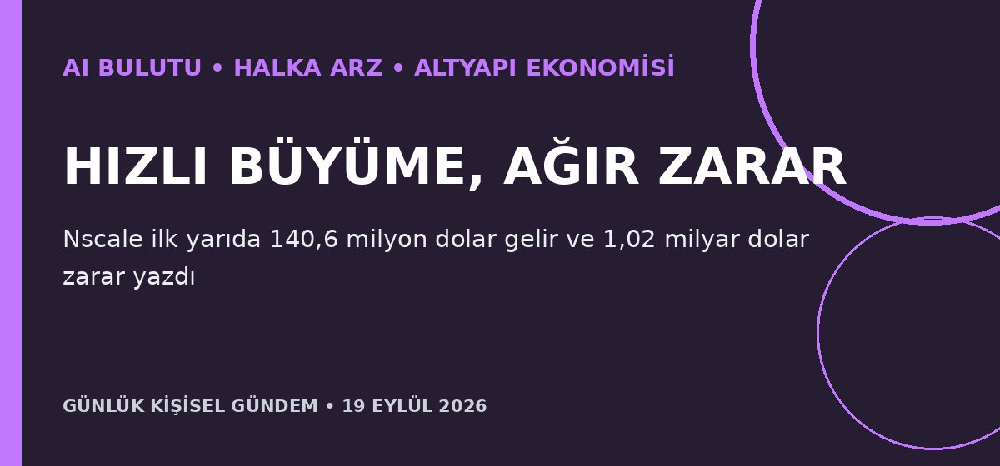 AI BULUTU • HALKA ARZ • ALTYAPI EKONOMİSİ
HIZLI BÜYÜME, AĞIR ZARAR
Nscale ilk yarıda 140,6 milyon dolar gelir ve 1,02 milyar dolar
zarar yazdı
GÜNLÜK KİŞİSEL GÜNDEM • 19 EYLÜL 2026